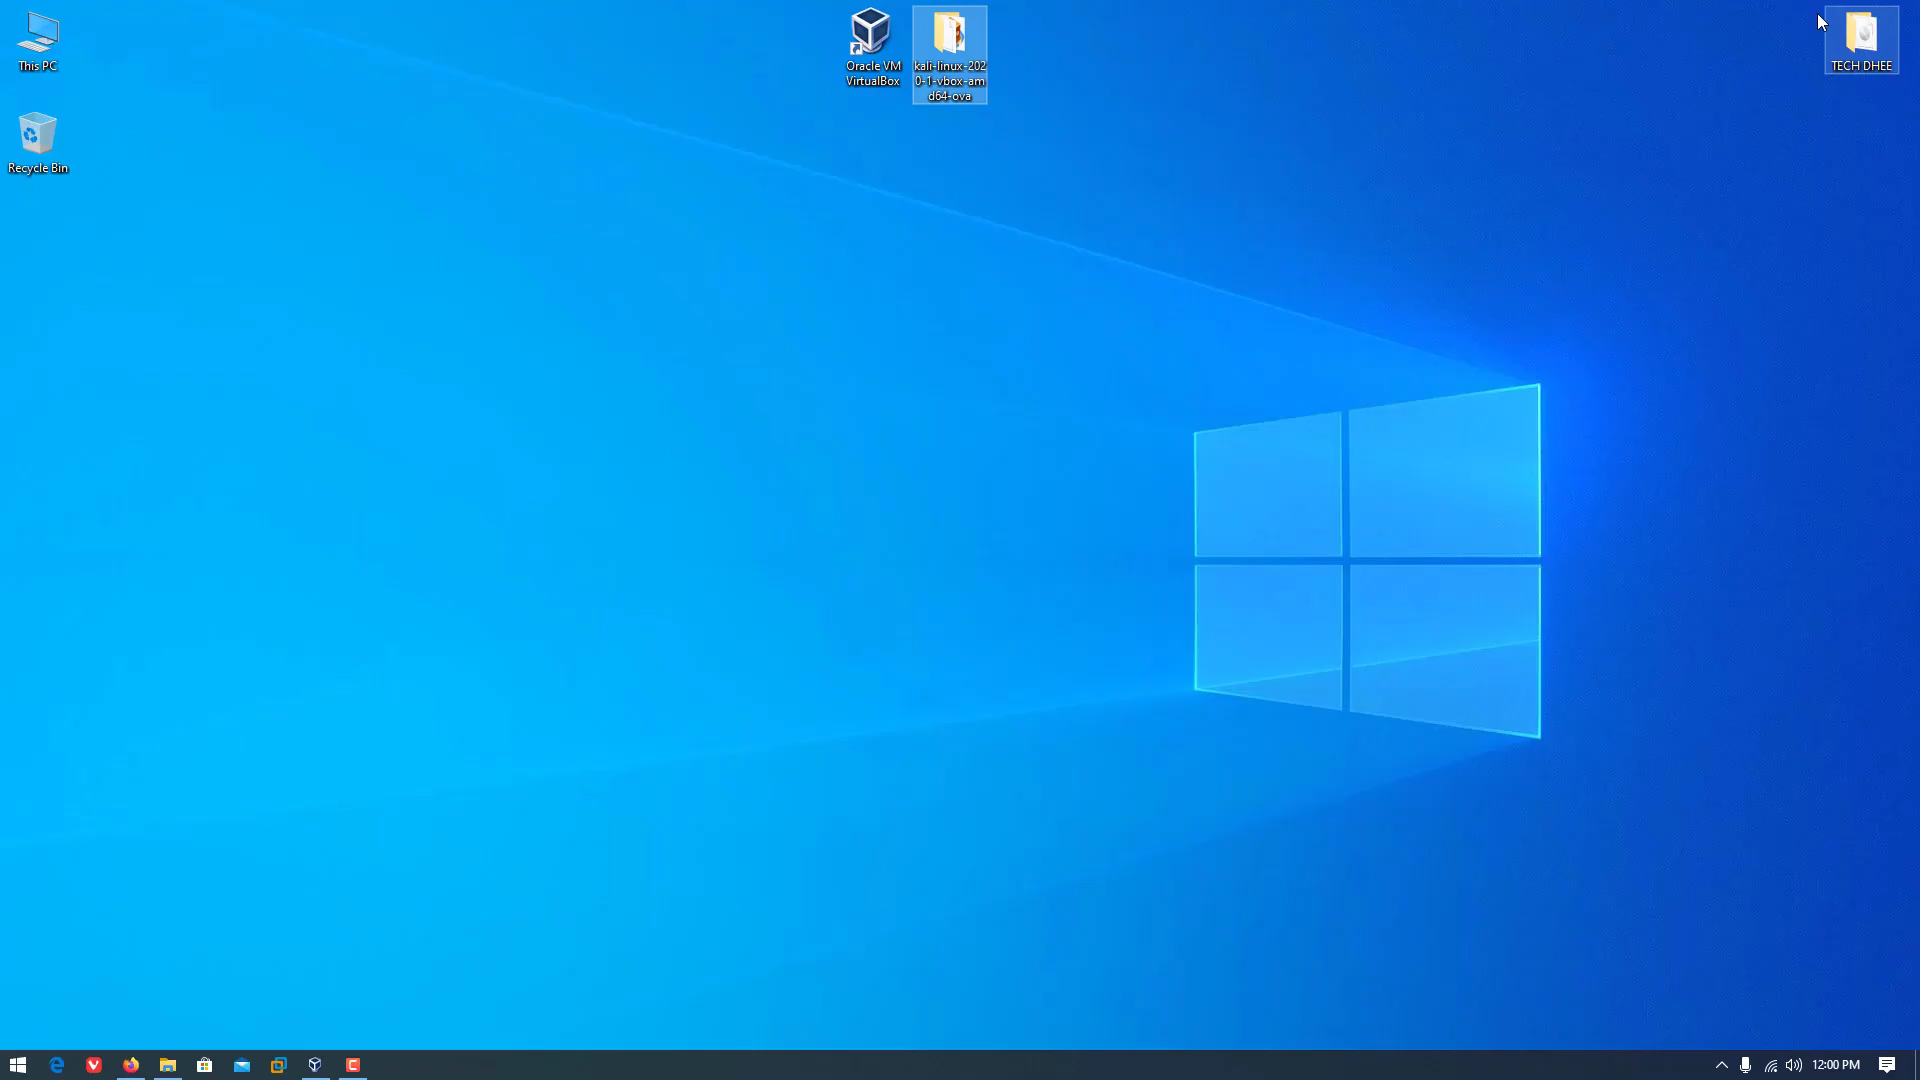 This PC
Recycle Bin
Oracle VM
VirtualBox
kali-linux-202
0-1-vbox-am
d64-ova
TECH DHEE
12:00 PM